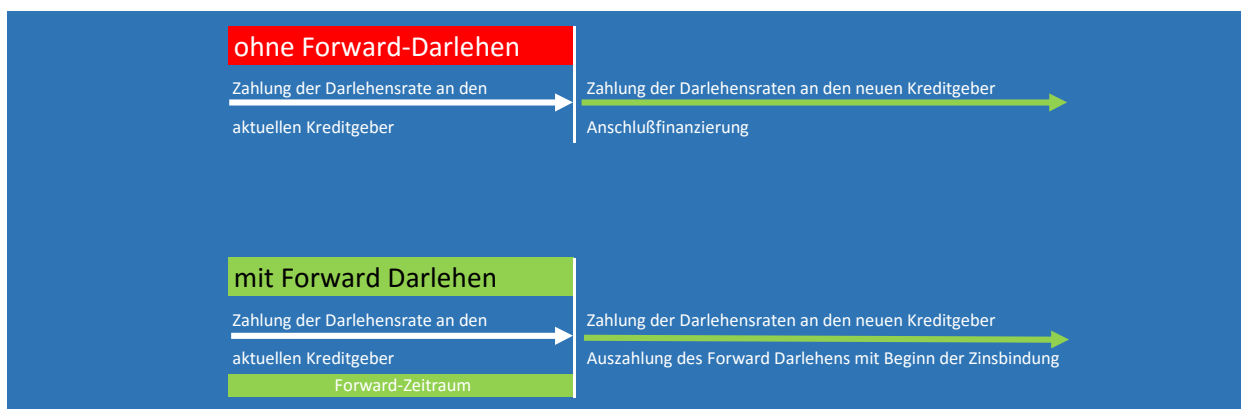 ohne Forward-Darlehen
Zahlung der Darlehensrate an den
Zahlung der Darlehensraten an den neuen Kreditgeber
aktuellen Kreditgeber
Anschlußfinanzierung
mit Forward Darlehen
Zahlung der Darlehensrate an den
Zahlung der Darlehensraten an den neuen Kreditgeber
aktuellen Kreditgeber
Auszahlung des Forward Darlehens mit Beginn der Zinsbindung
Forward-Zeitraum